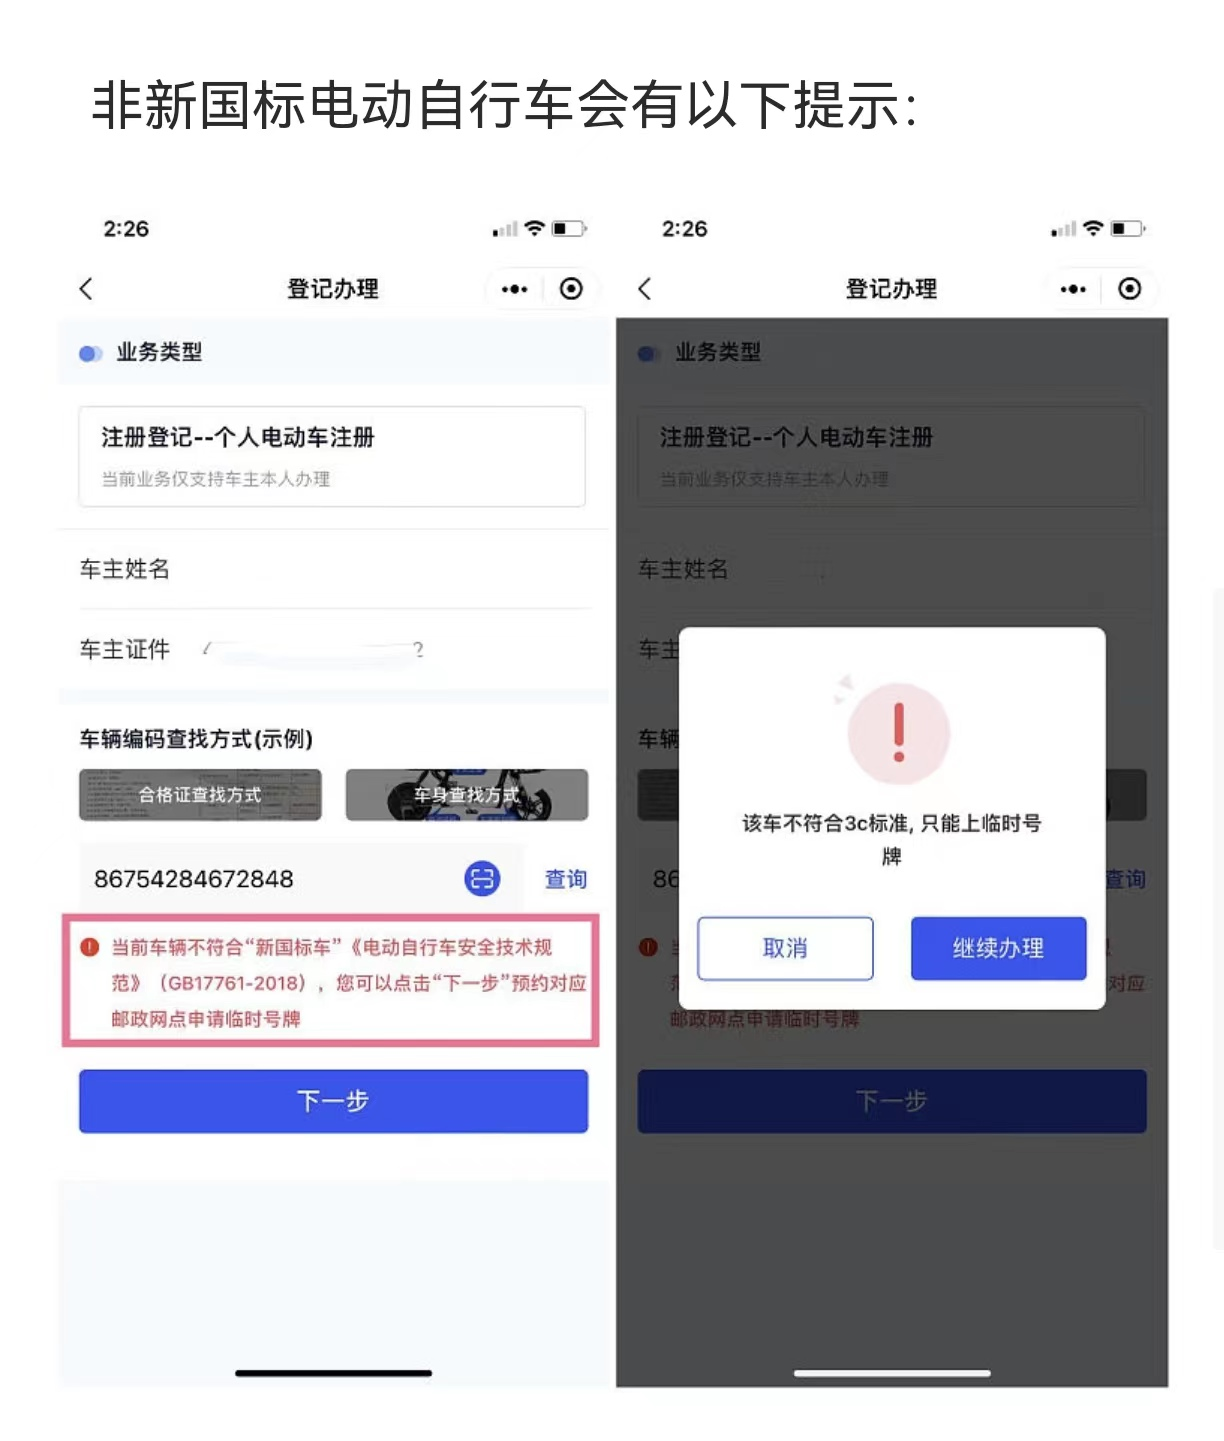 非新国标电动自行车会有以下提示：
2:26
登记办理
业务类型
注册登记--个人电动车注册
当前业务仅支持车主本人办理
车主姓名
车主证件
车辆编码查找方式(示例)
合格证查找方式
车身查找方式
86754284672848
查询
当前车辆不符合“新国标车”《电动自行车安全技术规
范》（GB17761-2018），您可以点击“下一步”预约对应
邮政网点申请临时号牌
下一步
2:26
登记办理
业务类型
注册登记--个人电动车注册
当前业务仅支持车主本人办理
车主姓名
车主
车辆
该车不符合3c标准, 只能上临时号
牌
86
查询
取消
继续办理
对应
邮政网点申请临时号牌
下一步